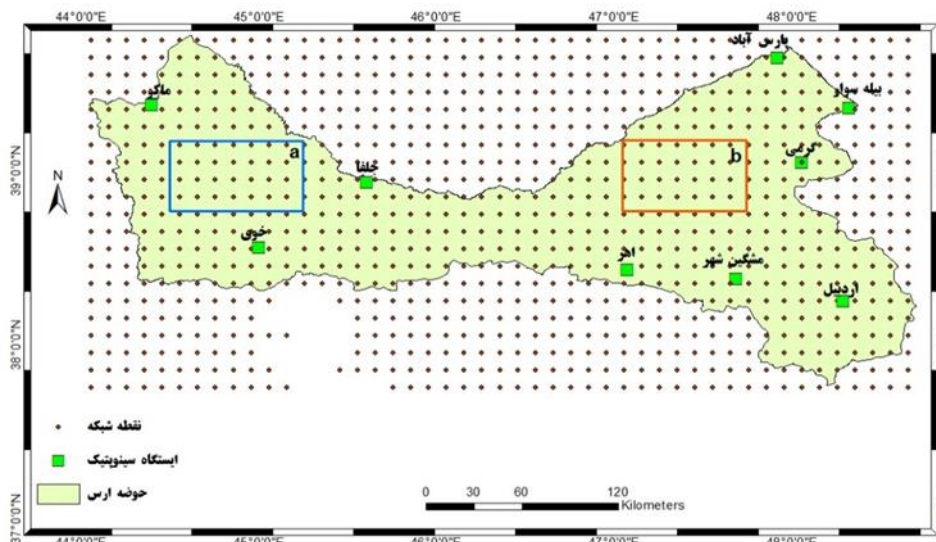 44°0'0"E 45°0'0"E 46°0'0"E 47°0'0"E 48°0'0"E
پارس آباد
بیله سوار
ماکو
a
b
گرمی
جلفا
39°0'0"N
N
خوی
اهر
مشگین شهر
اردبیل
38°0'0"N
نقطه شبکه
ایستگاه سینوپتیک
حوضه ارس
0 30 60 120
Kilometers
37°0'0"N
44°0'0"E 45°0'0"E 46°0'0"E 47°0'0"E 48°0'0"E